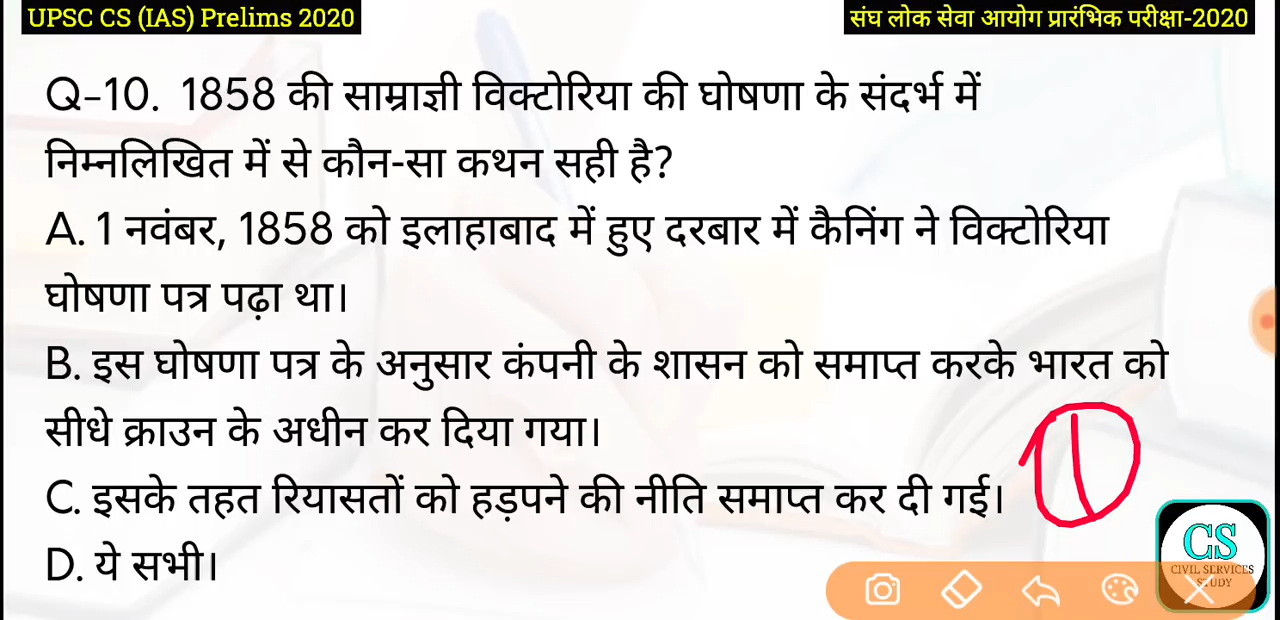 UPSC CS (IAS) Prelims 2020
संघ लोक सेवा आयोग प्रारंभिक परीक्षा-2020
Q-10. 1858 की साम्राज्ञी विक्टोरिया की घोषणा के संदर्भ में
निम्नलिखित में से कौन-सा कथन सही है?
A. 1 नवंबर, 1858 को इलाहाबाद में हुए दरबार में कैनिंग ने विक्टोरिया
घोषणा पत्र पढ़ा था।
B. इस घोषणा पत्र के अनुसार कंपनी के शासन को समाप्त करके भारत को
सीधे क्राउन के अधीन कर दिया गया।
C. इसके तहत रियासतों को हड़पने की नीति समाप्त कर दी गई।
D. ये सभी।
1
CS
CIVIL SERVICES
STUDY